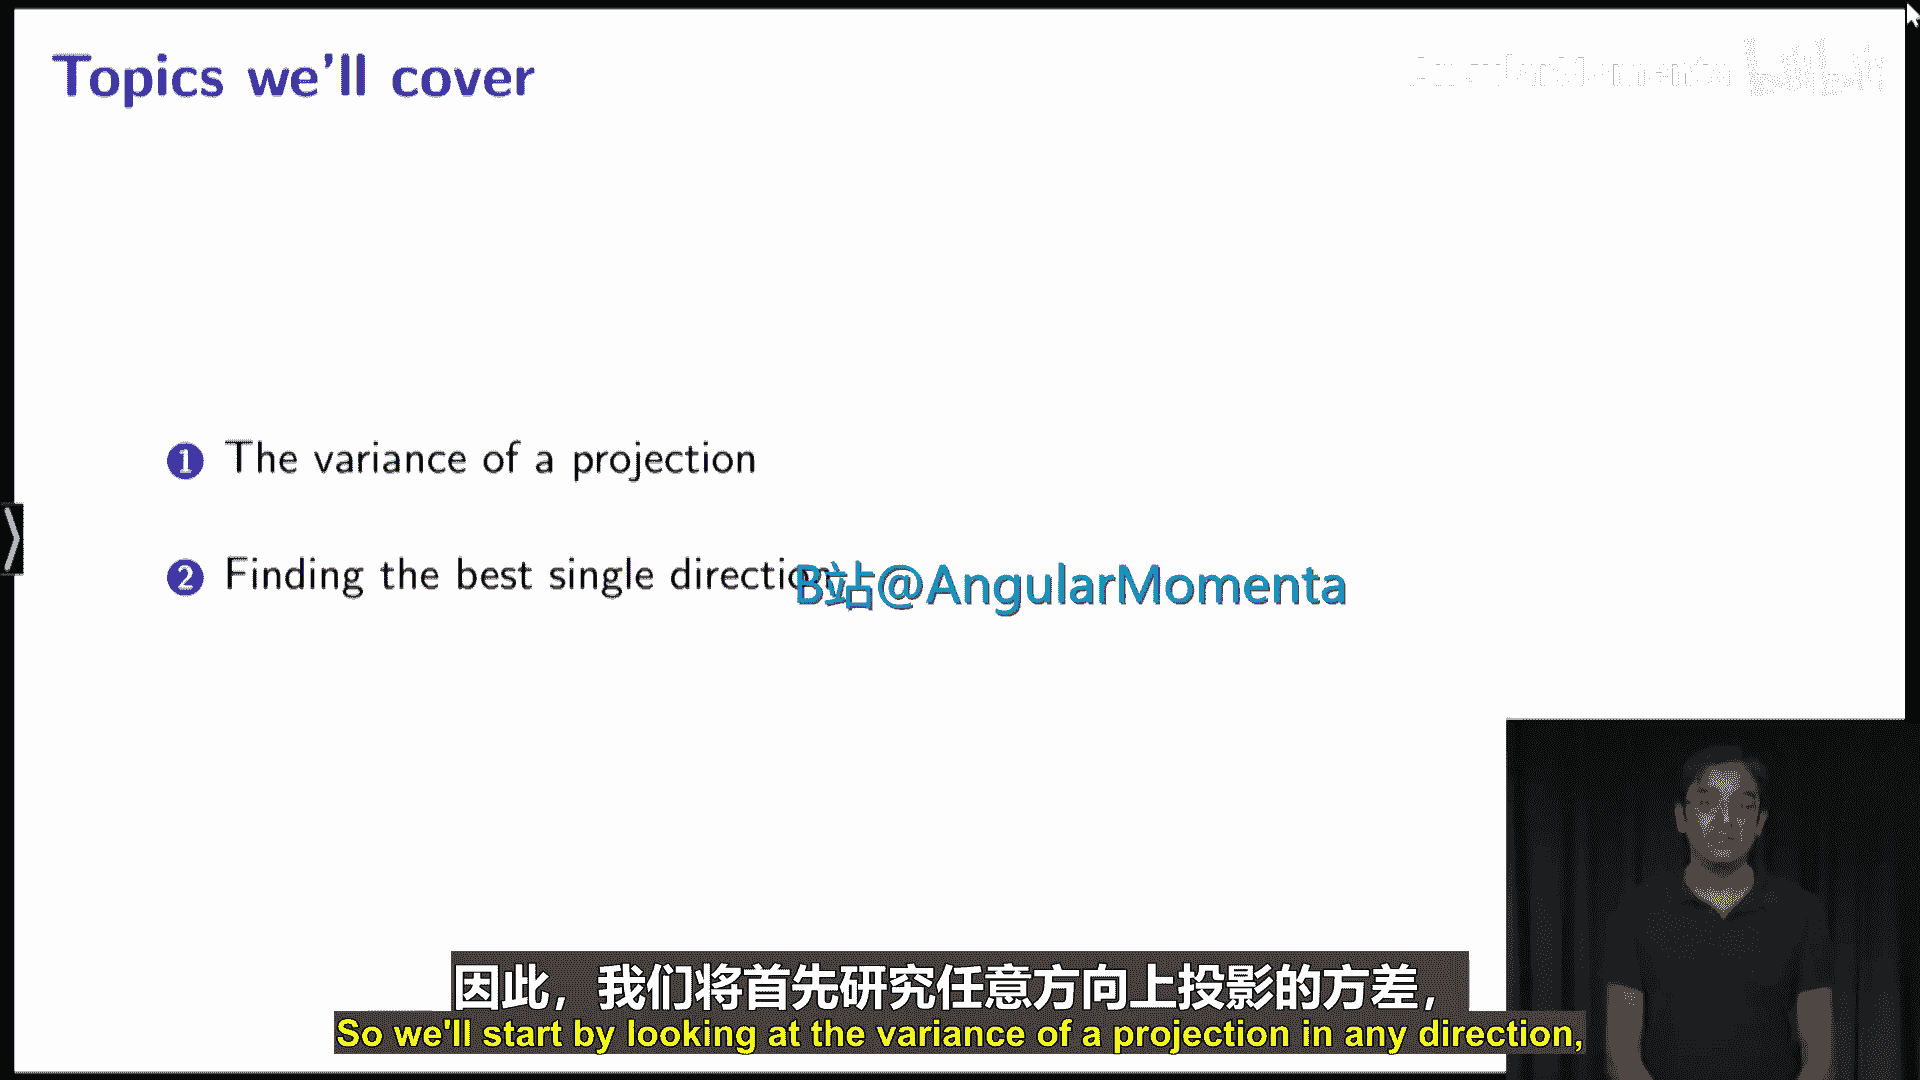 Topics we'll cover
1 The variance of a projection
2 Finding the best single direction
B站@AngularMomenta
因此，我们将首先研究任意方向上投影的方差，
So we'll start by looking at the variance of a projection in any direction,